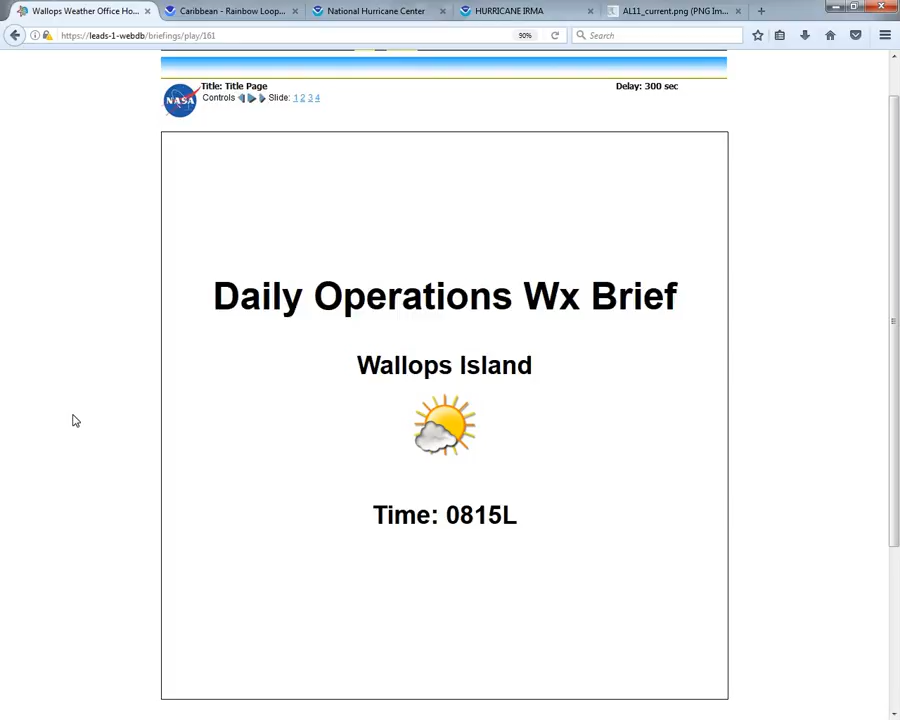 Wallops Weather Office Ho...
Caribbean - Rainbow Loop...
National Hurricane Center
HURRICANE IRMA
AL11_current.png (PNG Im...
https://leads-1-webdb/briefings/play/161
90%
Search
NASA
Title: Title Page
Delay: 300 sec
Controls Slide: 1 2 3 4
Daily Operations Wx Brief
Wallops Island
Time: 0815L